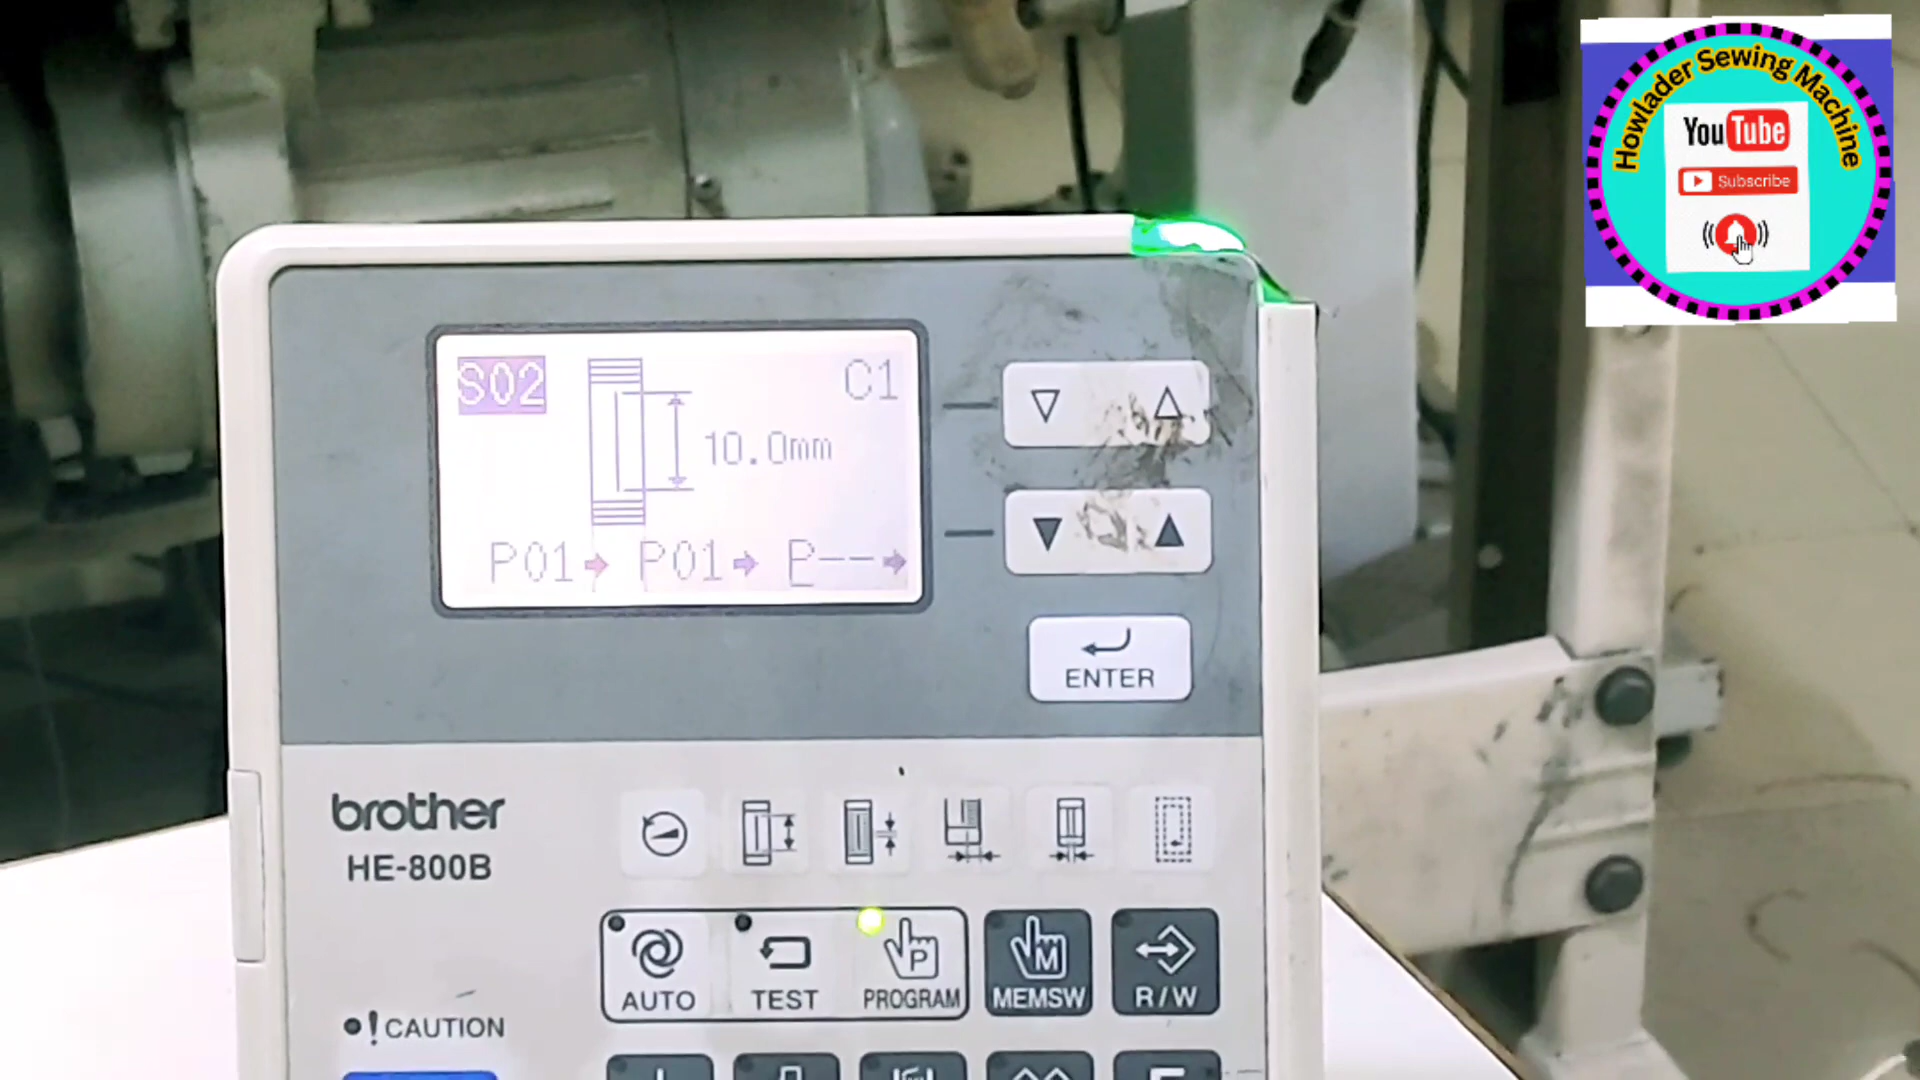 Howlader Sewing Machine
YouTube
Subscribe
S02
C1
10.0mm
P01 P01 P--
ENTER
brother
HE-800B
AUTO TEST PROGRAM MEMSW R/W
P M
!CAUTION